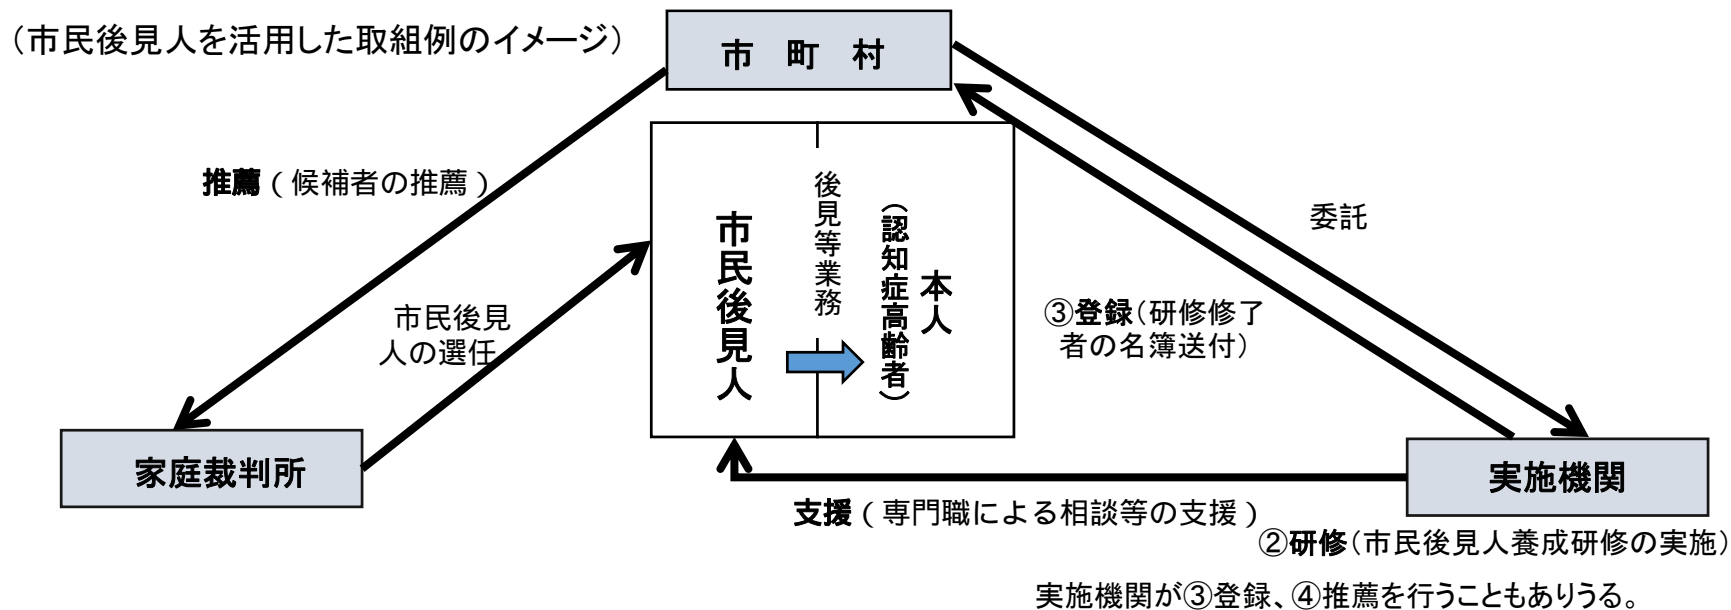 （市民後見人を活用した取組例のイメージ）
市　町　村
推薦（候補者の推薦）
市民後見
人の選任
家庭裁判所
市民後見人
後見等業務
本人
（認知症高齢者）
委託
③登録（研修修了
者の名簿送付）
実施機関
支援（専門職による相談等の支援）
②研修（市民後見人養成研修の実施）
実施機関が③登録、④推薦を行うこともありうる。